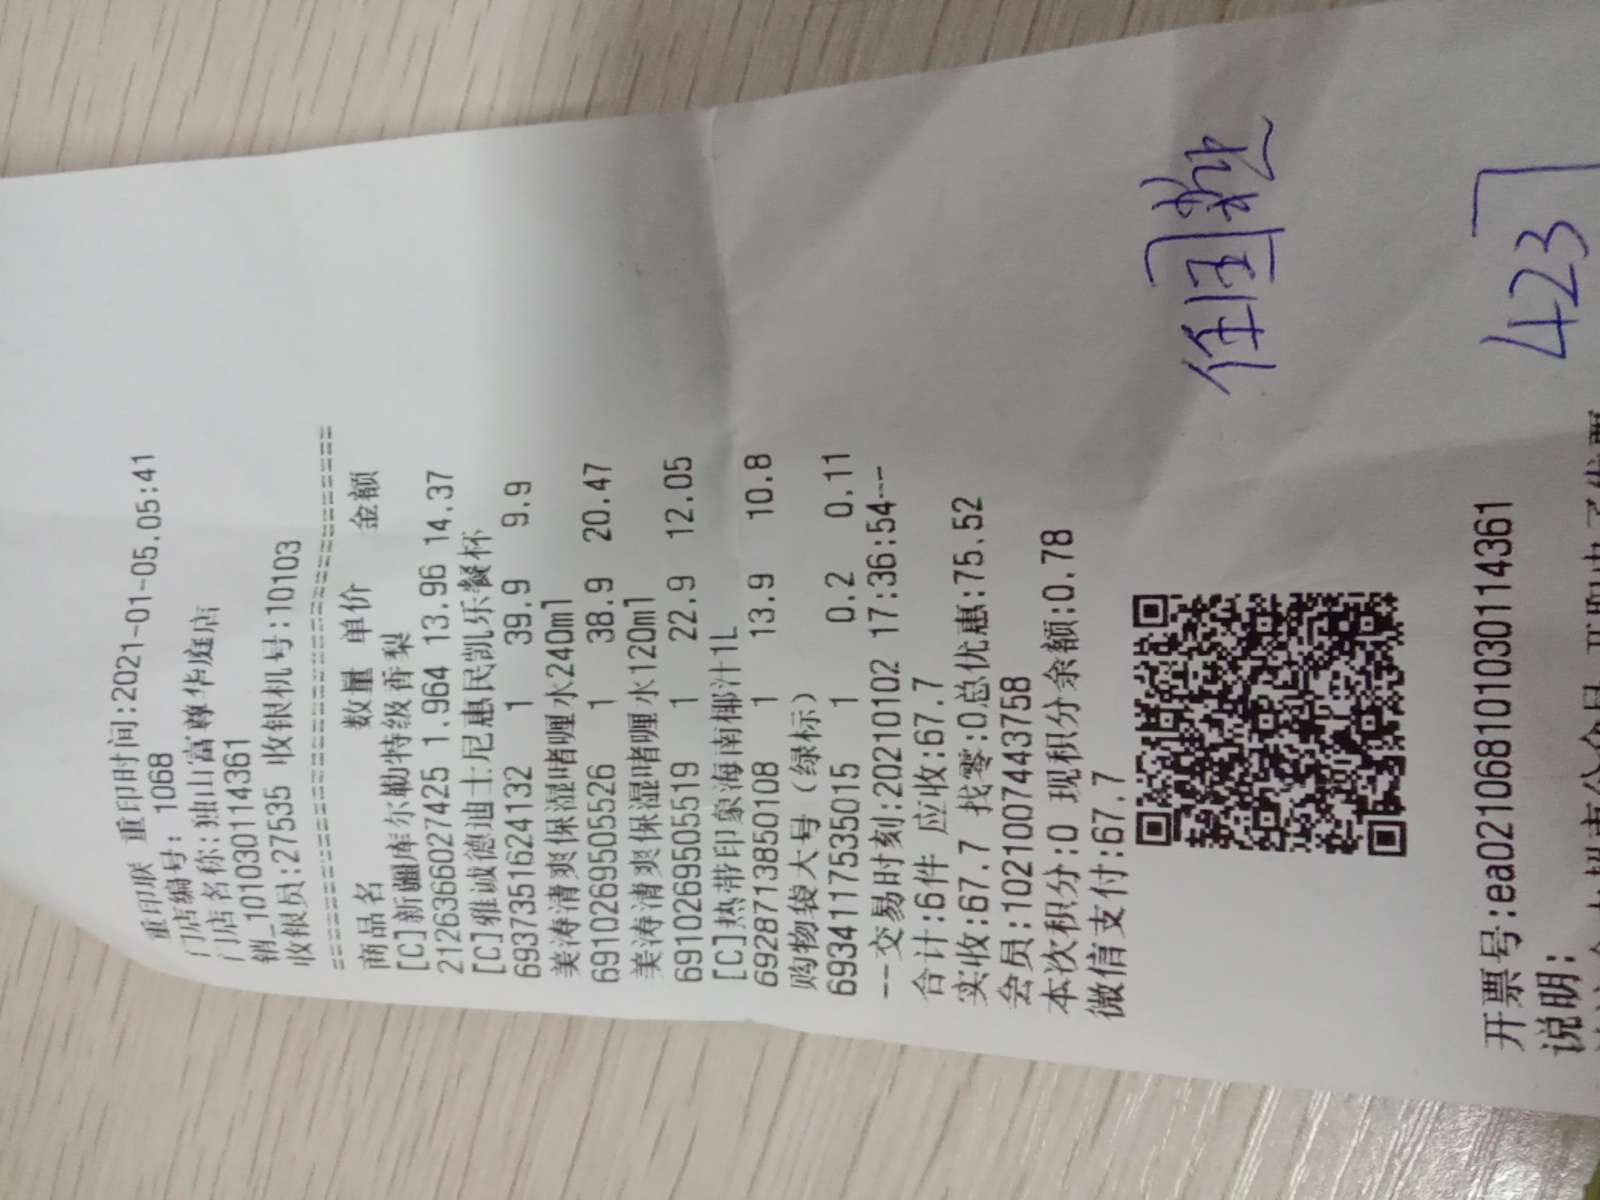 重印联 重印时间:2021-01-05.05:41
门店编号: 1068
门店名称:独山富尊华庭店
销_1010301114361
收银员:27535 收银机号:10103
商品名 数量 单价 金额
[C]新疆库尔勒特级香梨
2126366027425 1.964 13.96 14.37
[C]雅诚德迪士尼惠民凯乐餐杯
6937351624132 1 39.9 9.9
美涛清爽保湿啫喱水240ml
6910269505526 1 38.9 20.47
美涛清爽保湿啫喱水120ml
6910269505519 1 22.9 12.05
[C]热带印象海南椰汁1L
6928713850108 1 13.9 10.8
购物袋大号(绿标)
6934117535015 1 0.2 0.11
---交易时刻:20210102 17:36:54---
合计:6件 应收:67.7
实收:67.7 找零:0总优惠:75.52
会员:1021007443758
本次积分:0 现积分余额:0.78
微信支付:67.7
423
开票号:ea02106810103011​4361
说明: